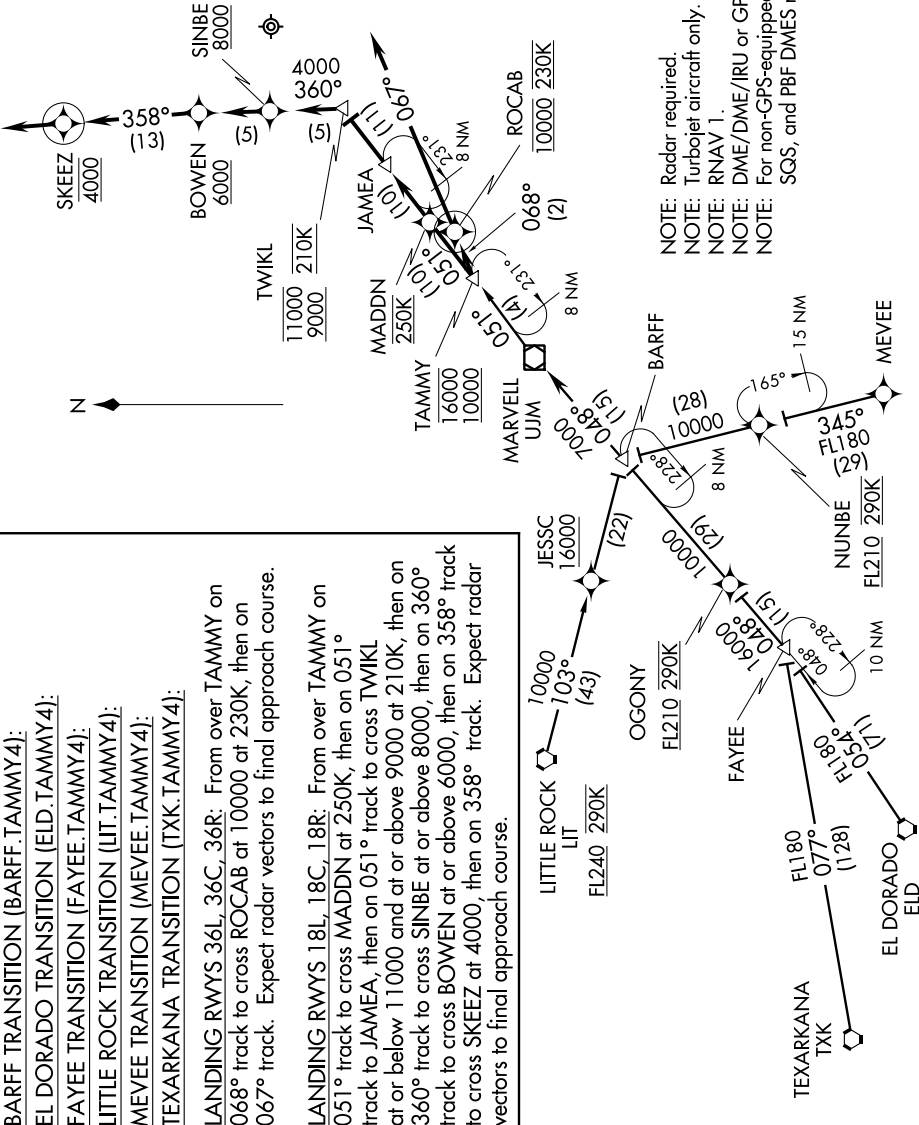 BARFF TRANSITION (BARFF.TAMMY4):
EL DORADO TRANSITION (ELD.TAMMY4):
FAYEE TRANSITION (FAYEE.TAMMY4):
LITTLE ROCK TRANSITION (LIT.TAMMY4):
MEVEE TRANSITION (MEVEE.TAMMY4):
TEXARKANA TRANSITION (TXK.TAMMY4):
LANDING RWYS 36L, 36C, 36R: From over TAMMY on
068° track to cross ROCAB at 10000 at 230K, then on
067° track. Expect radar vectors to final approach course.
LANDING RWYS 18L, 18C, 18R: From over TAMMY on
051° track to cross MADDN at 250K, then on 051°
track to JAMEA, then on 051° track to cross TWIKL
at or below 11000 and at or above 9000 at 210K, then on
360° track to cross SINBE at or above 8000, then on 360°
track to cross BOWEN at or above 6000, then on 358° track
to cross SKEEZ at 4000, then on 358° track. Expect radar
vectors to final approach course.
SKEEZ
4000
358°
(13)
BOWEN
6000
(5)
SINBE
8000
4000
360°
(5)
TWIKL
11000 210K
9000
(11)
JAMEA
(10)
067°
231°
8 NM
ROCAB
10000 230K
068°
(2)
MADDN
250K
051°
(10)
TAMMY
16000
10000
231°
8 NM
051°
(4)
MARVELL
UJM
7000
048°
(15)
BARFF
228°
8 NM
N
NOTE: Radar required.
NOTE: Turbojet aircraft only.
NOTE: RNAV 1.
NOTE: DME/DME/IRU or GP
NOTE: For non-GPS-equipped
SQS, and PBF DMES
JESSC
16000
(22)
10000
103°
(43)
LITTLE ROCK
LIT
FL240 290K
10000
(29)
OGONY
FL210 290K
16000
048°
(15)
FAYEE
048°
228°
10 NM
FL180
054°
(71)
EL DORADO
ELD
FL180
077°
(128)
TEXARKANA
TXK
(28)
10000
165°
15 NM
NUNBE
FL210 290K
345°
FL180
(29)
MEVEE